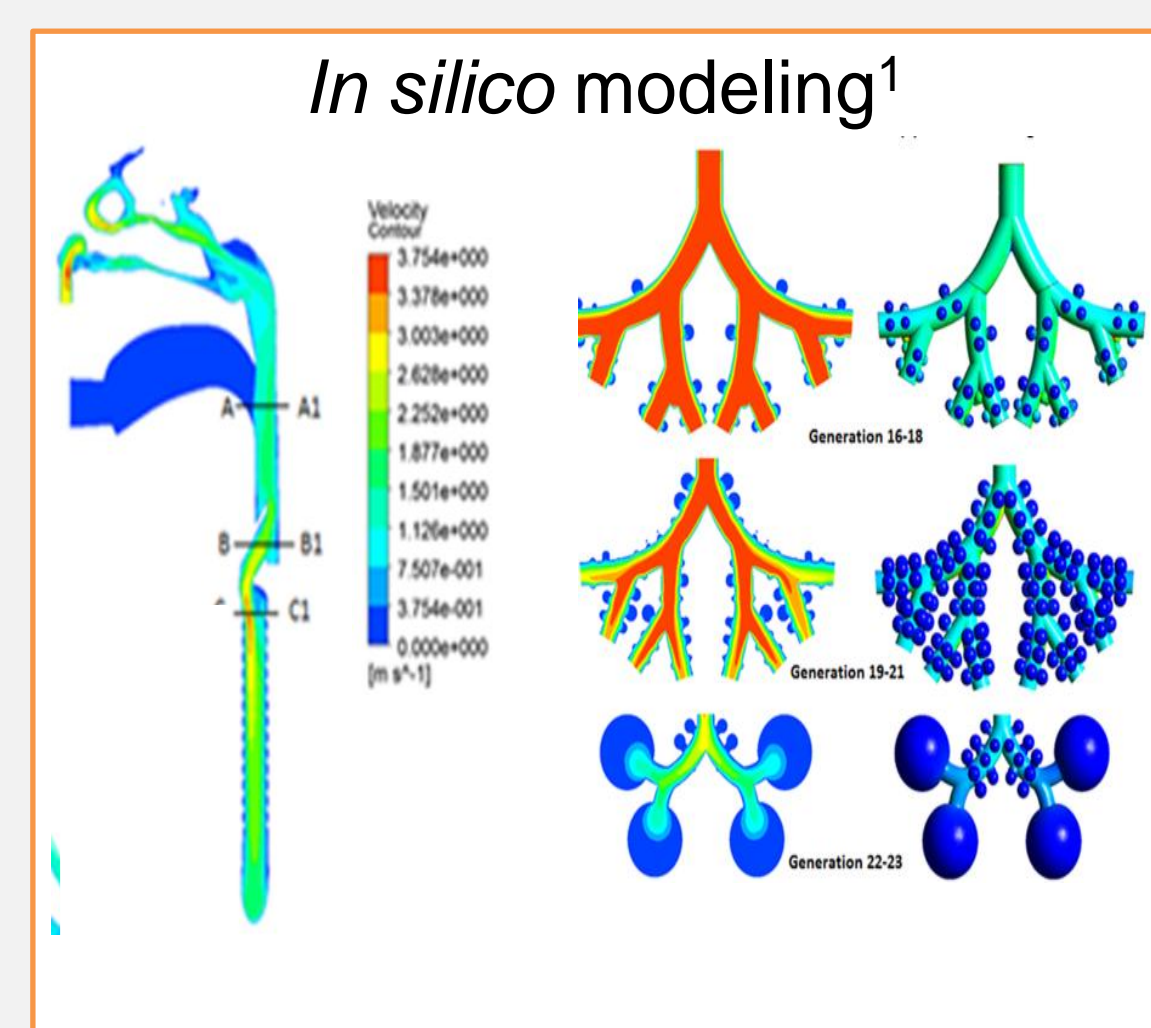 In silico modeling¹
Velocity
Contour
3.754e+000
3.378e+000
3.003e+000
2.628e+000
2.252e+000
1.877e+000
1.501e+000
1.126e+000
7.507e-001
3.754e-001
0.000e+000
[m s^-1]
A A1
B B1
C1
Generation 16-18
Generation 19-21
Generation 22-23